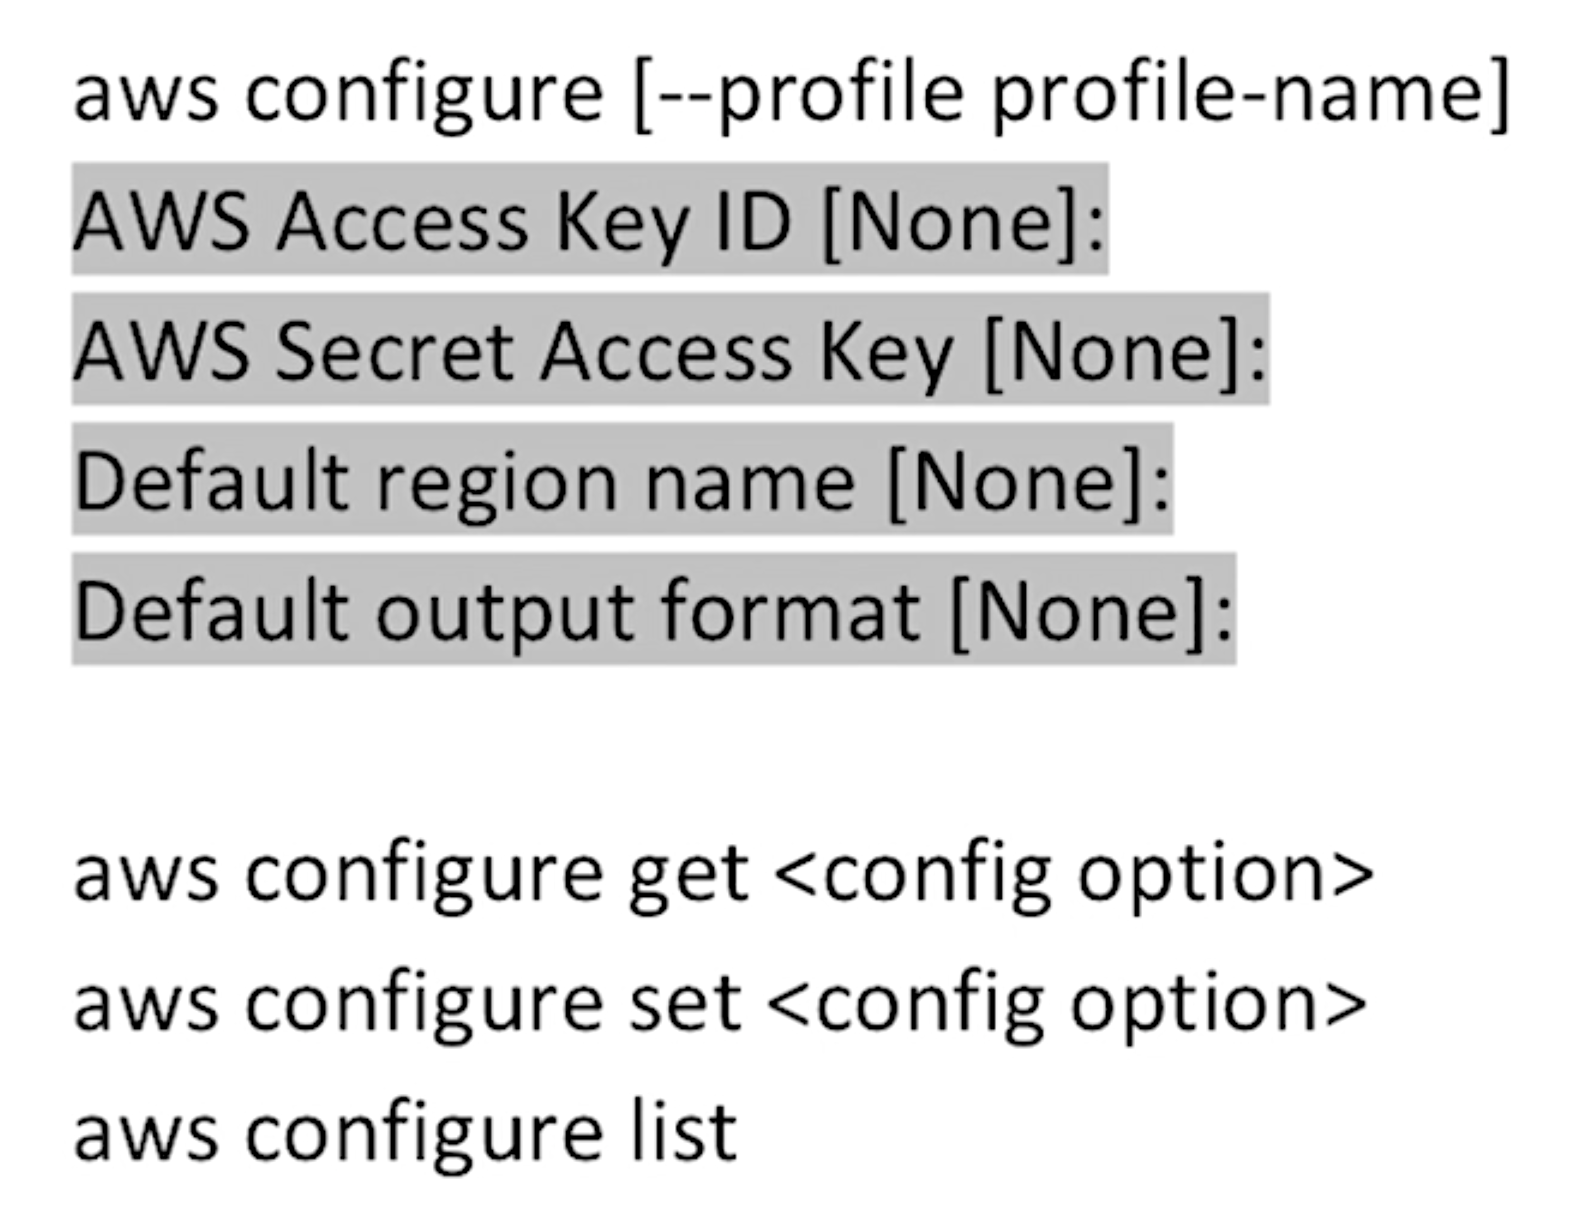 aws configure [--profile profile-name]
AWS Access Key ID [None]:
AWS Secret Access Key [None]:
Default region name [None]:
Default output format [None]:
aws configure get <config option>
aws configure set <config option>
aws configure list